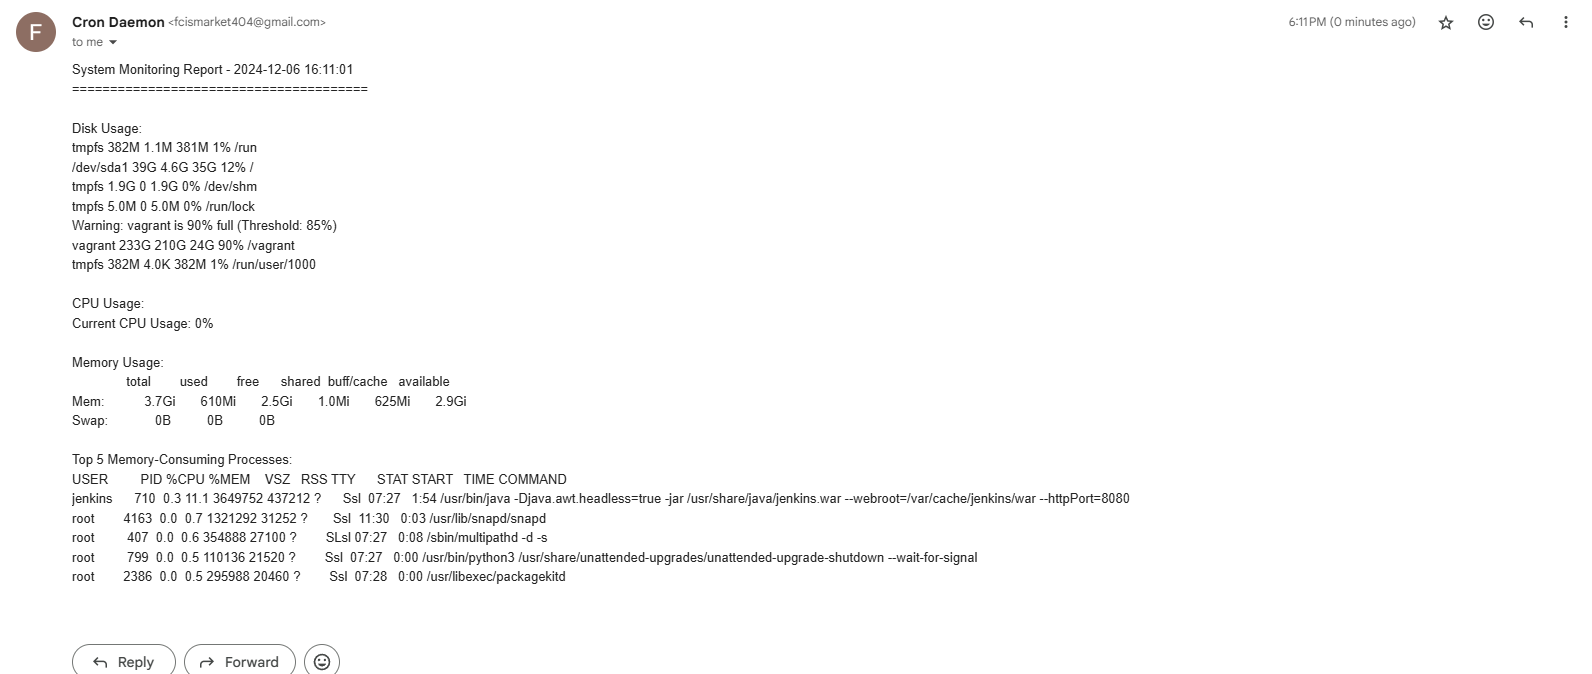 F
Cron Daemon <fcismarket404@gmail.com>
6:11 PM (0 minutes ago)
to me
System Monitoring Report - 2024-12-06 16:11:01
=======================================
Disk Usage:
tmpfs 382M 1.1M 381M 1% /run
/dev/sda1 39G 4.6G 35G 12% /
tmpfs 1.9G 0 1.9G 0% /dev/shm
tmpfs 5.0M 0 5.0M 0% /run/lock
Warning: vagrant is 90% full (Threshold: 85%)
vagrant 233G 210G 24G 90% /vagrant
tmpfs 382M 4.0K 382M 1% /run/user/1000
CPU Usage:
Current CPU Usage: 0%
Memory Usage:
total used free shared buff/cache available
Mem: 3.7Gi 610Mi 2.5Gi 1.0Mi 625Mi 2.9Gi
Swap: 0B 0B 0B
Top 5 Memory-Consuming Processes:
USER PID %CPU %MEM VSZ RSS TTY STAT START TIME COMMAND
jenkins 710 0.3 11.1 3649752 437212 ? Ssl 07:27 1:54 /usr/bin/java -Djava.awt.headless=true -jar /usr/share/java/jenkins.war --webroot=/var/cache/jenkins/war --httpPort=8080
root 4163 0.0 0.7 1321292 31252 ? Ssl 11:30 0:03 /usr/lib/snapd/snapd
root 407 0.0 0.6 354888 27100 ? SLsl 07:27 0:08 /sbin/multipathd -d -s
root 799 0.0 0.5 110136 21520 ? Ssl 07:27 0:00 /usr/bin/python3 /usr/share/unattended-upgrades/unattended-upgrade-shutdown --wait-for-signal
root 2386 0.0 0.5 295988 20460 ? Ssl 07:28 0:00 /usr/libexec/packagekitd
Reply
Forward